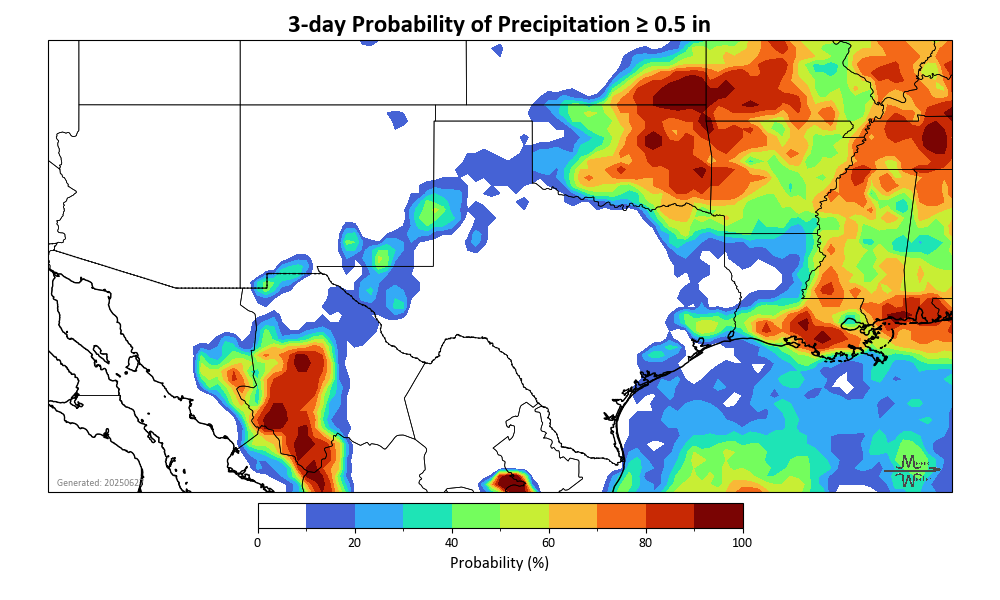 3-day Probability of Precipitation ≥ 0.5 in
Generated: 2025062
0 20 40 60 80 100
Probability (%)